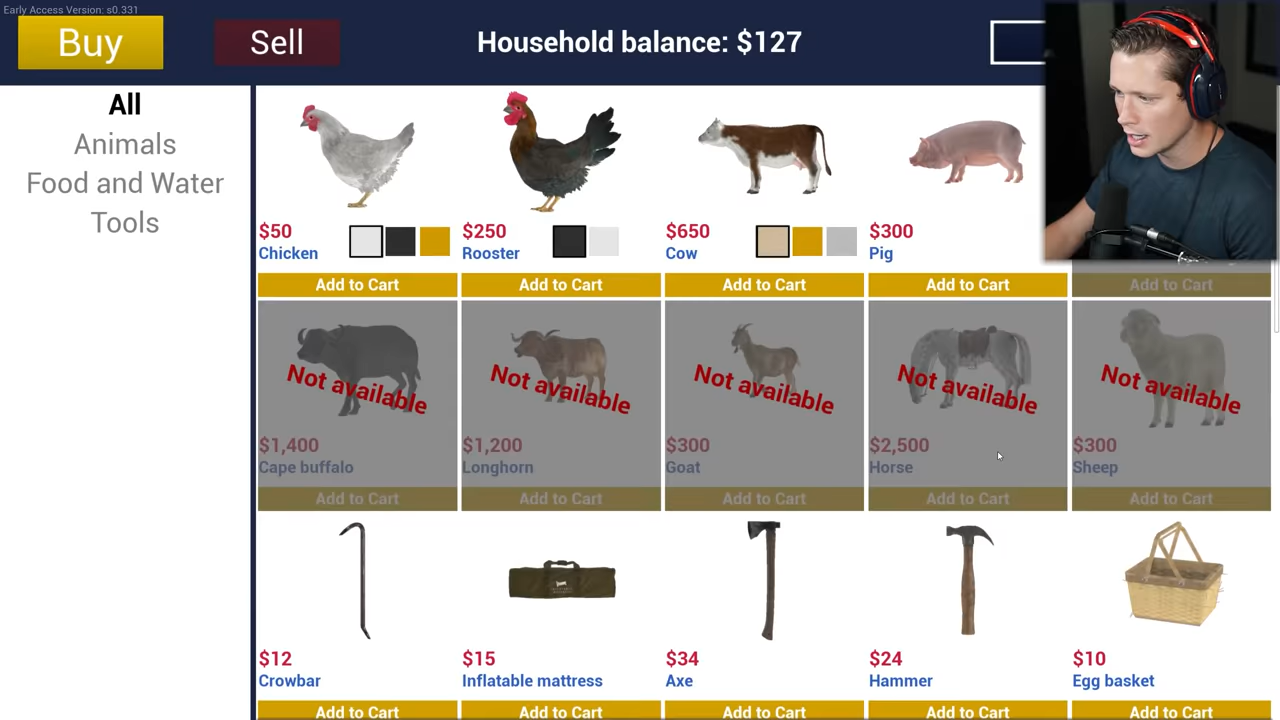 Early Access Version: s0.331
Buy
Sell
Household balance: $127
All
Animals
Food and Water
Tools
$50
Chicken
$250
Rooster
$650
Cow
$300
Pig
Add to Cart
Add to Cart
Add to Cart
Add to Cart
Add to Cart
Not available
Not available
Not available
Not available
Not available
$1,400
Cape buffalo
$1,200
Longhorn
$300
Goat
$2,500
Horse
$300
Sheep
Add to Cart
Add to Cart
Add to Cart
Add to Cart
Add to Cart
$12
Crowbar
$15
Inflatable mattress
$34
Axe
$24
Hammer
$10
Egg basket
Add to Cart
Add to Cart
Add to Cart
Add to Cart
Add to Cart